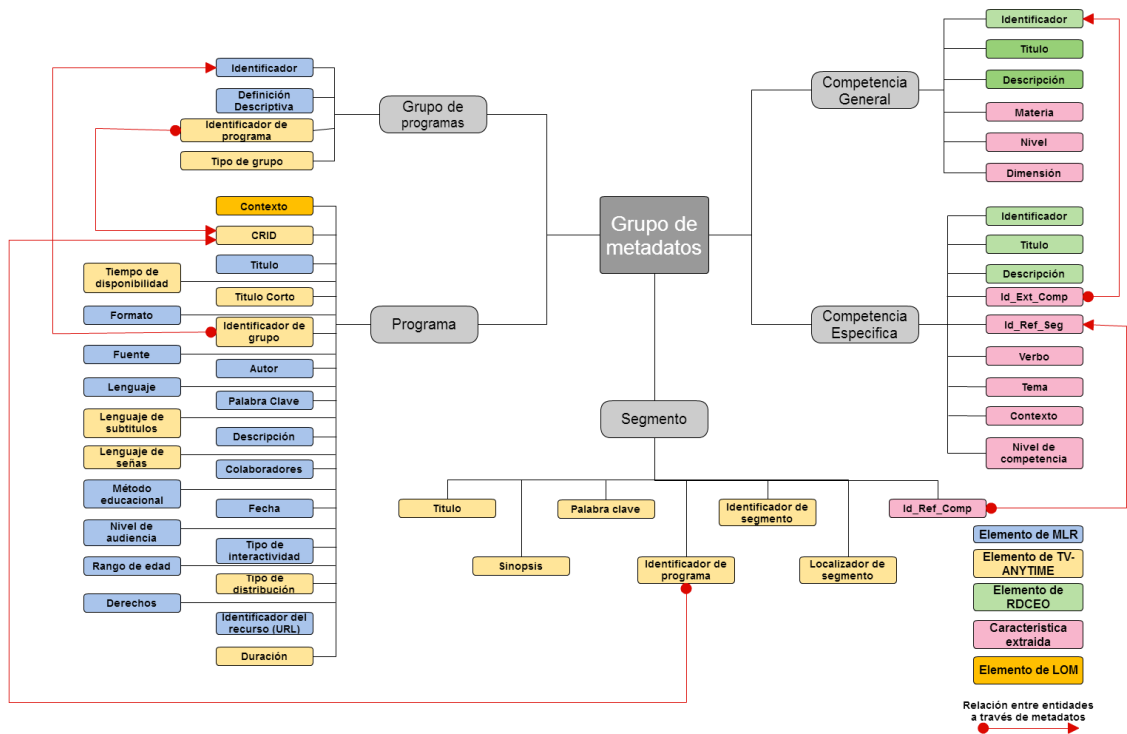 Grupo de
metadatos
Grupo de
programas
Identificador
Definición
Descriptiva
Identificador de
programa
Tipo de grupo
Programa
Contexto
CRID
Titulo
Titulo Corto
Identificador
de grupo
Autor
Palabra Clave
Descripción
Colaboradores
Fecha
Tipo de
interactividad
Tipo de
distribución
Identificador del
recurso (URL)
Duración
Tiempo de
disponibilidad
Formato
Fuente
Lenguaje
Lenguaje de
subtitulos
Lenguaje de
señas
Método
educacional
Nivel de
audiencia
Rango de edad
Derechos
Competencia
General
Identificador
Titulo
Descripción
Materia
Nivel
Dimensión
Competencia
Especifica
Identificador
Titulo
Descripción
Id_Ext_Comp
Id_Ref_Seg
Verbo
Tema
Contexto
Nivel de
competencia
Segmento
Titulo
Sinopsis
Palabra clave
Identificador de
programa
Identificador de
segmento
Localizador de
segmento
Id_Ref_Comp
Elemento de MLR
Elemento de TV-
ANYTIME
Elemento de
RDCEO
Caracteristica
extraida
Elemento de LOM
Relación entre entidades
a través de metadatos